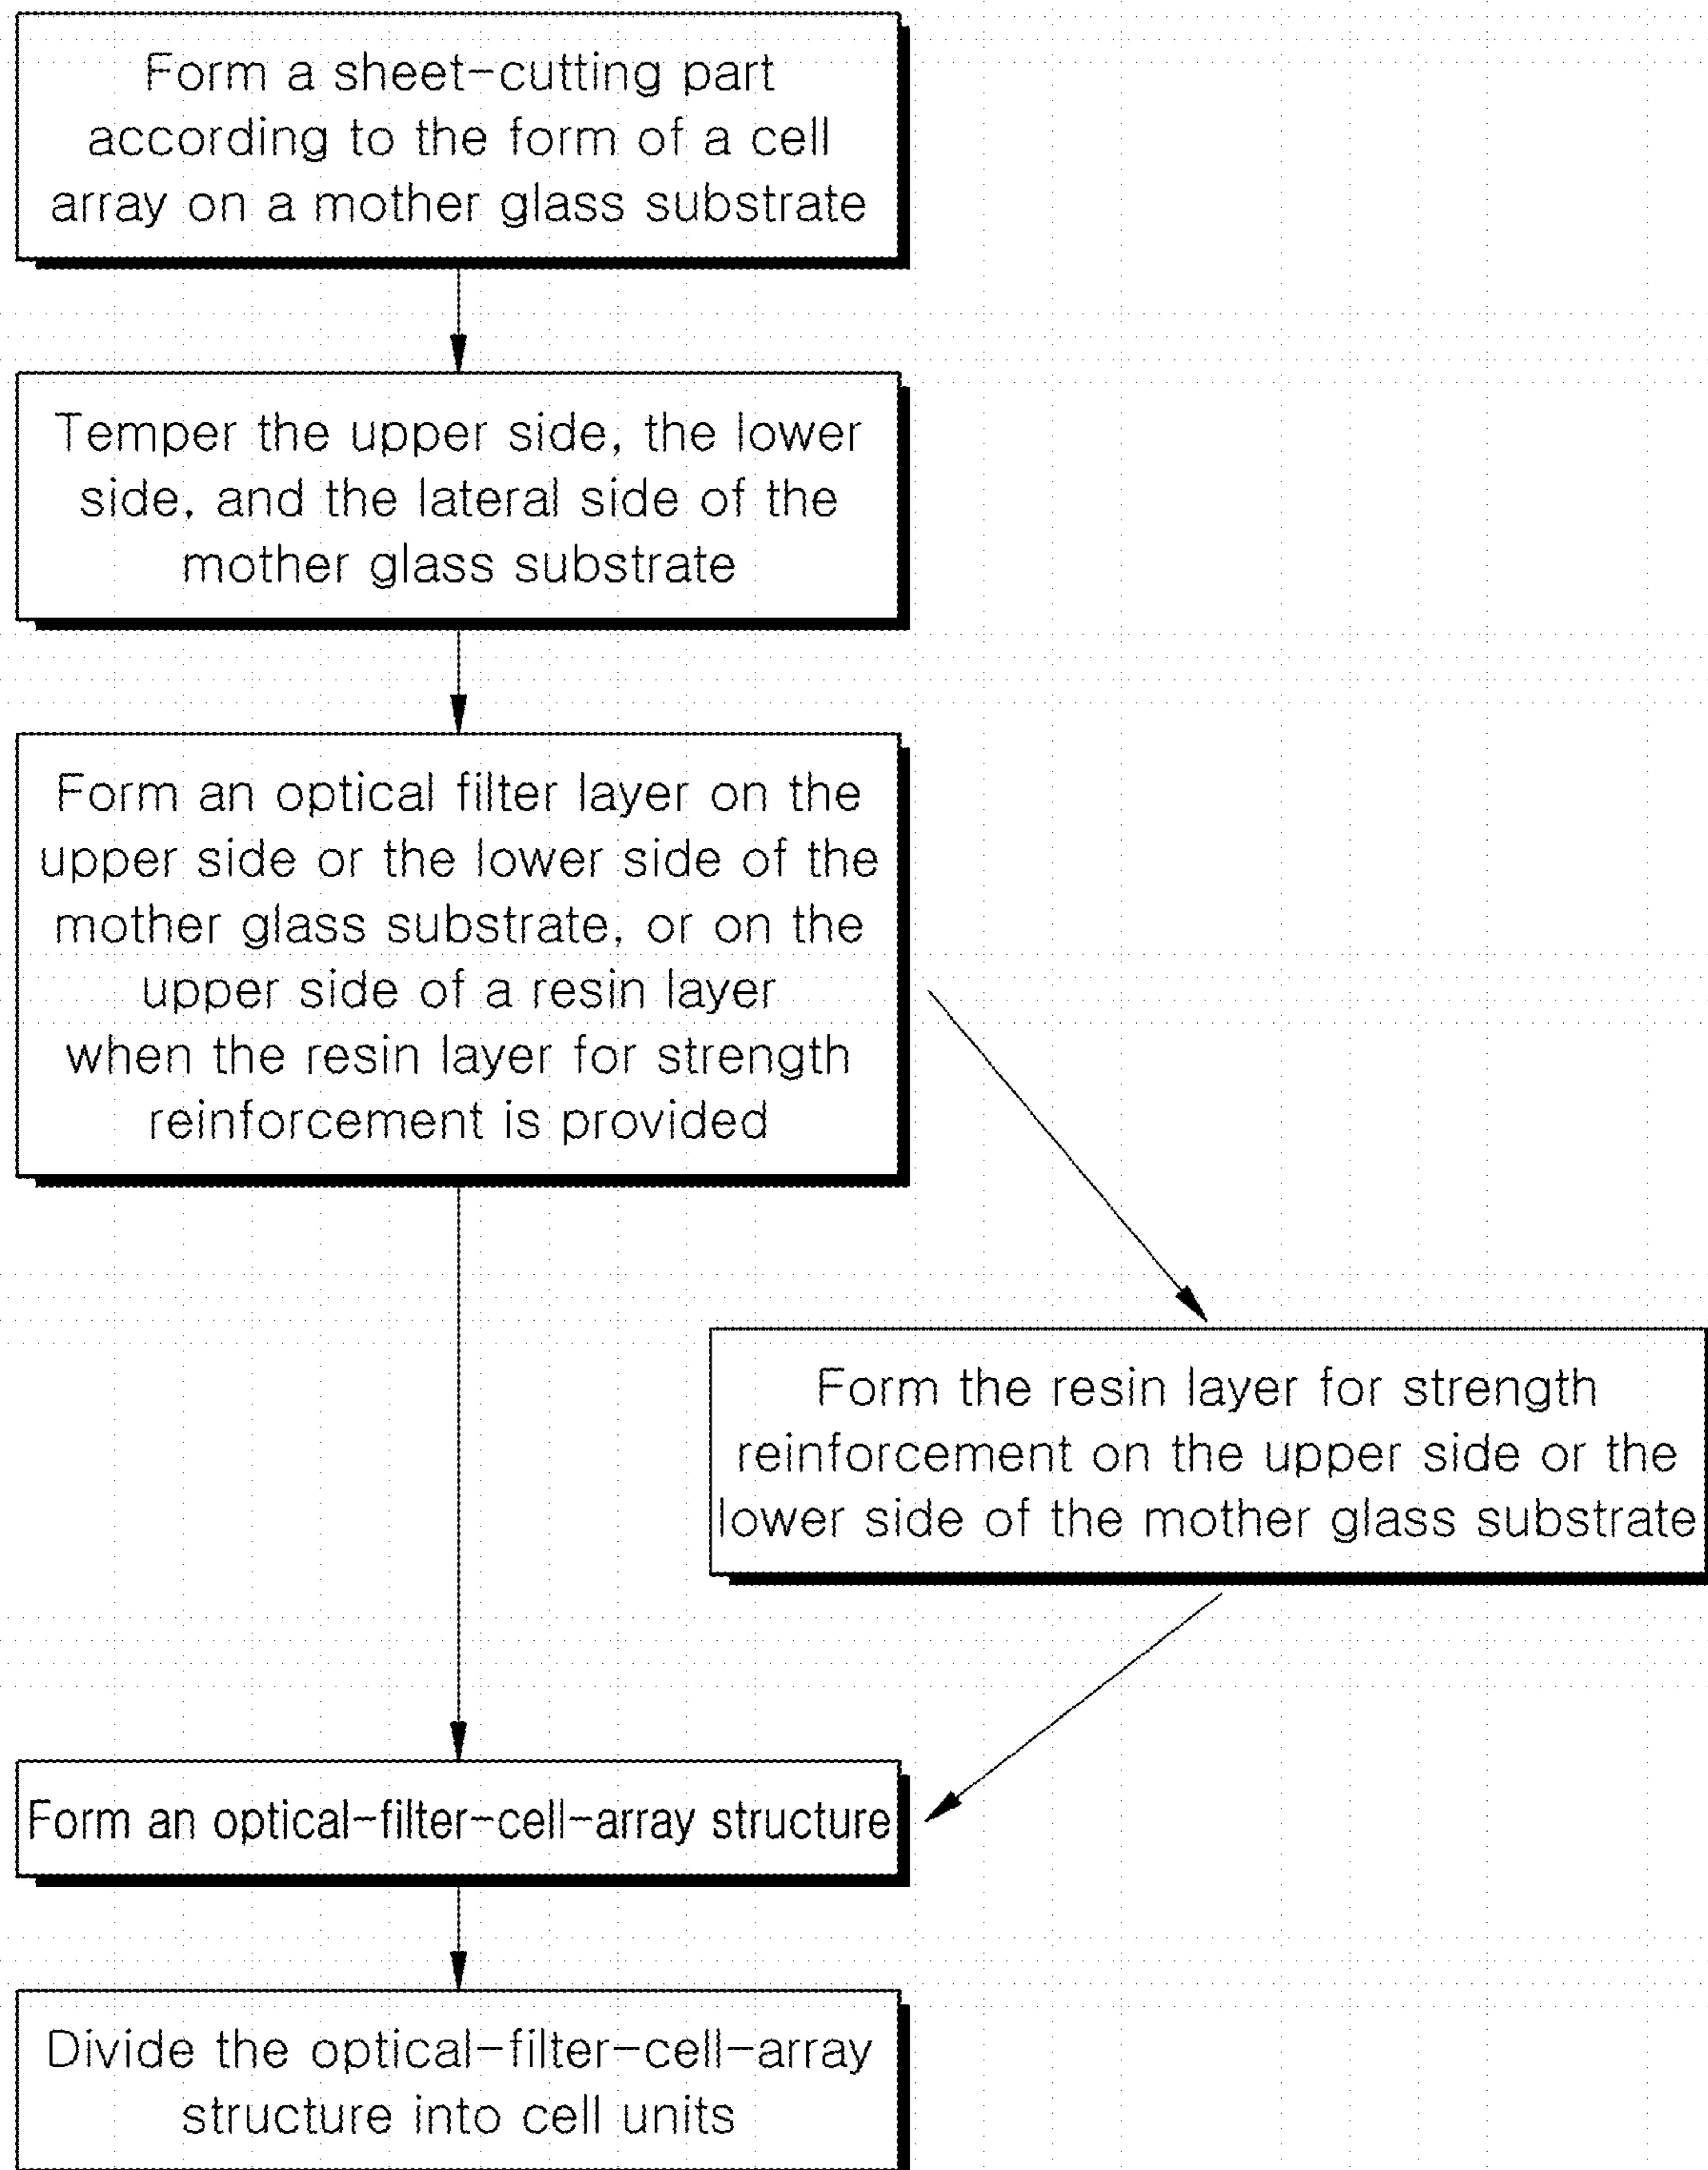 Form a sheet-cutting part
according to the form of a cell
array on a mother glass substrate
Temper the upper side, the lower
side, and the lateral side of the
mother glass substrate
Form an optical filter layer on the
upper side or the lower side of the
mother glass substrate, or on the
upper side of a resin layer
when the resin layer for strength
reinforcement is provided
Form the resin layer for strength
reinforcement on the upper side or the
lower side of the mother glass substrate
Form an optical-filter-cell-array structure
Divide the optical-filter-cell-array
structure into cell units